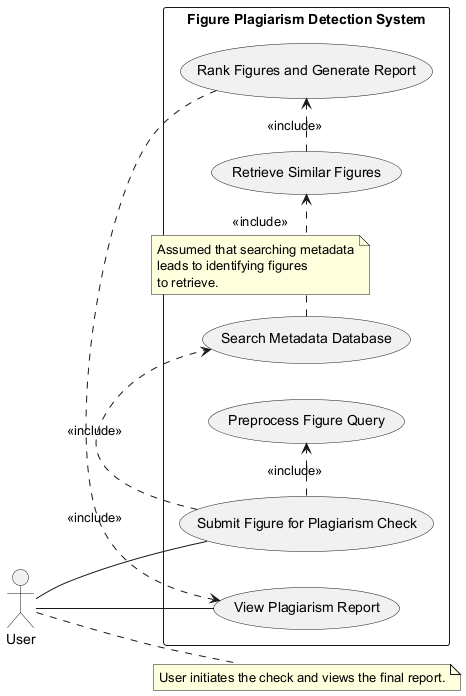 Figure Plagiarism Detection System
Rank Figures and Generate Report
«include»
Retrieve Similar Figures
«include»
Assumed that searching metadata
leads to identifying figures
to retrieve.
Search Metadata Database
Preprocess Figure Query
«include»
«include»
«include»
Submit Figure for Plagiarism Check
View Plagiarism Report
User
User initiates the check and views the final report.